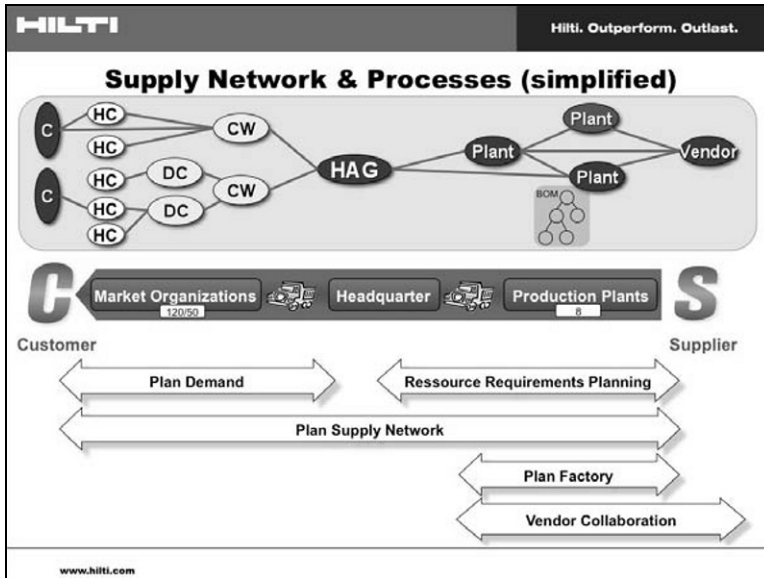 HILTI
Hilti. Outperform. Outlast.
Supply Network & Processes (simplified)
C
HC
HC
CW
C
HC
HC
HC
DC
DC
CW
HAG
Plant
Plant
Plant
Vendor
BOM
C
Market Organizations
120/50
Headquarter
Production Plants
8
S
Customer
Supplier
Plan Demand
Ressource Requirements Planning
Plan Supply Network
Plan Factory
Vendor Collaboration
www.hilti.com